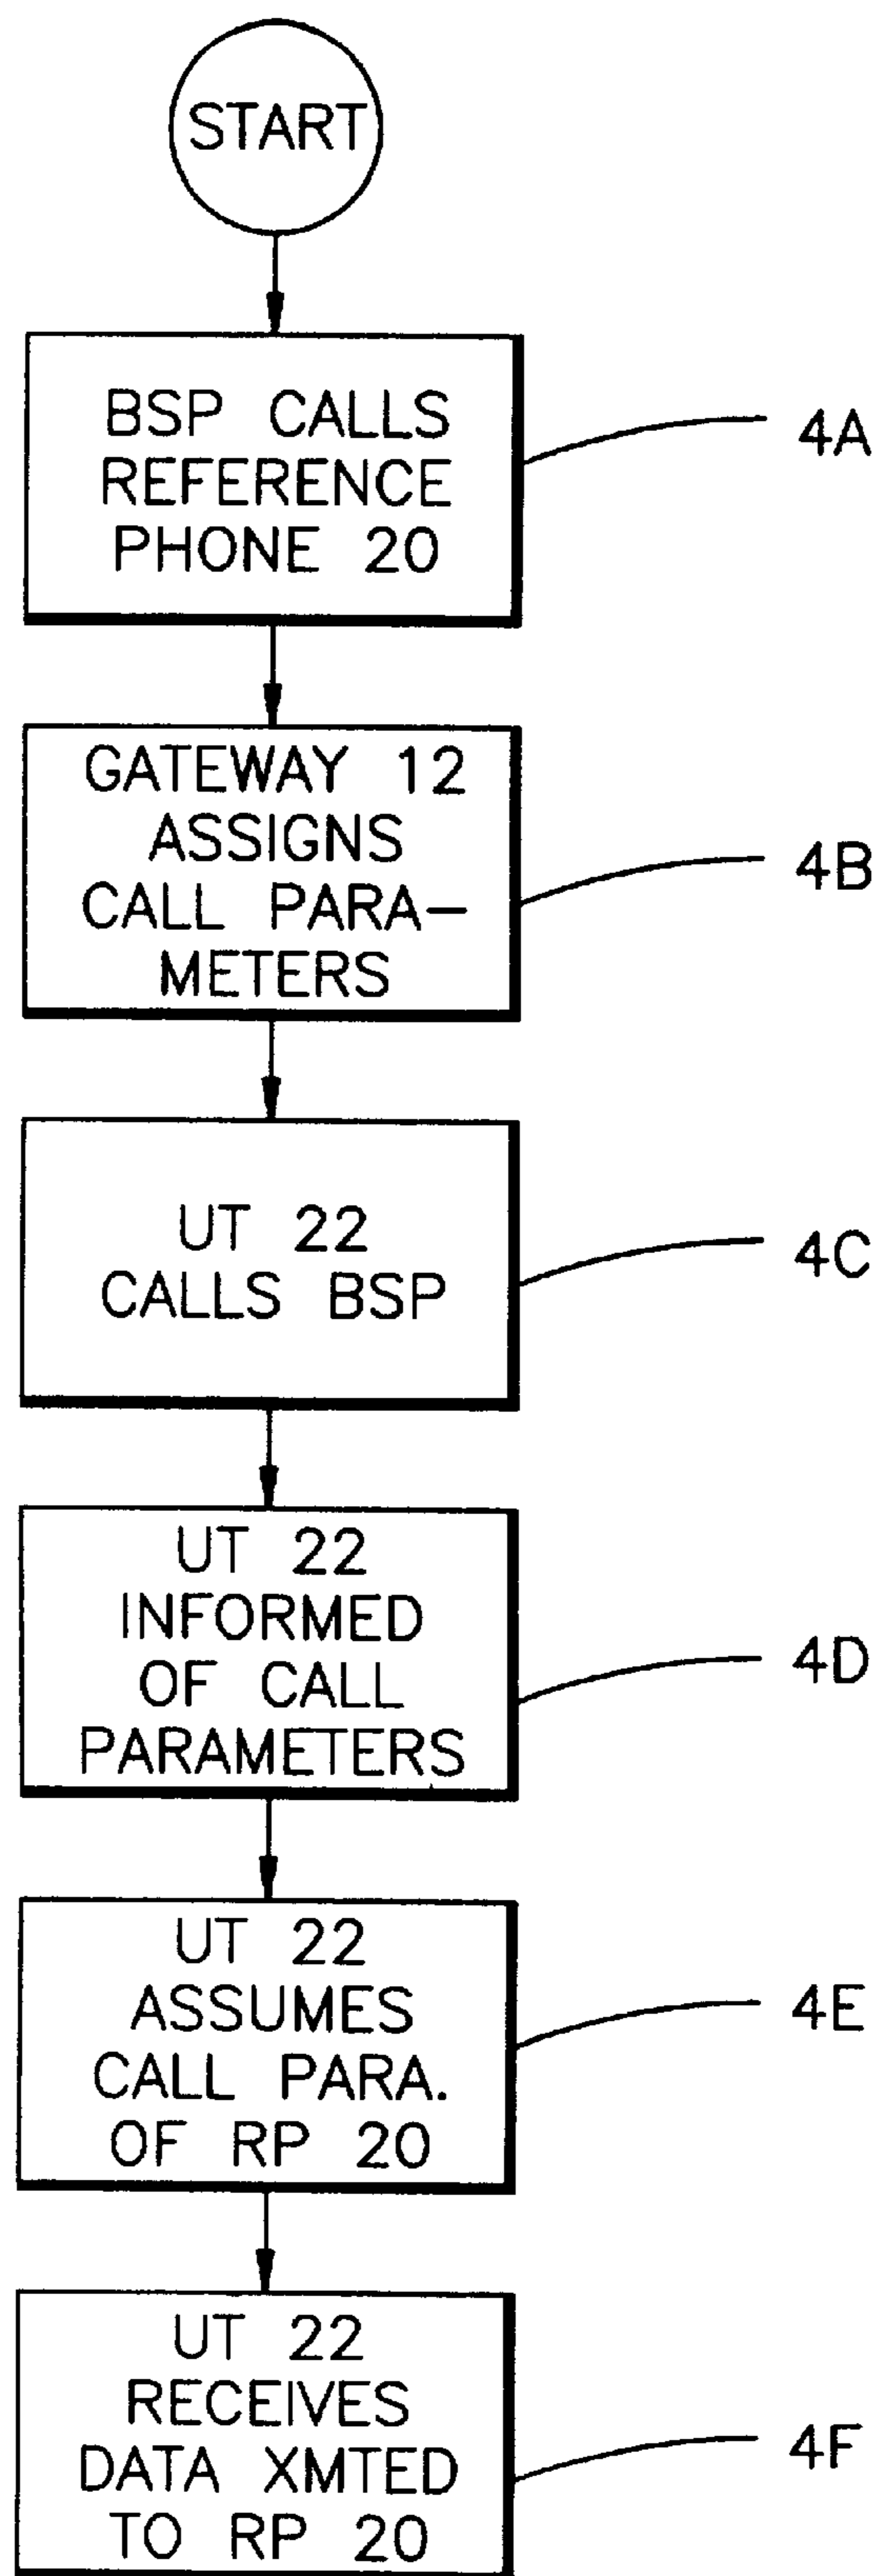 START
BSP CALLS
REFERENCE
PHONE 20
4A
GATEWAY 12
ASSIGNS
CALL PARA-
METERS
4B
UT 22
CALLS BSP
4C
UT 22
INFORMED
OF CALL
PARAMETERS
4D
UT 22
ASSUMES
CALL PARA.
OF RP 20
4E
UT 22
RECEIVES
DATA XMTED
TO RP 20
4F